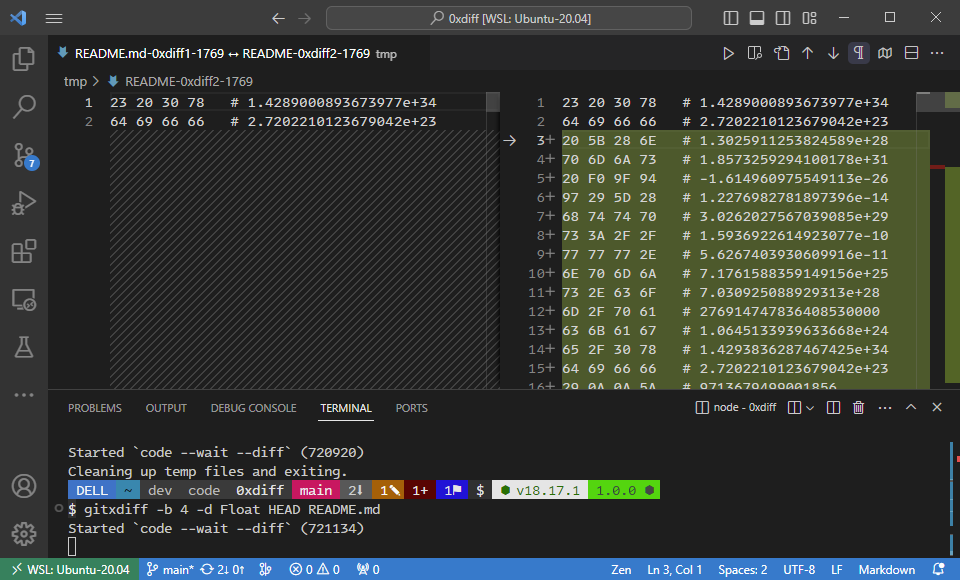 0xdiff [WSL: Ubuntu-20.04]
README.md-0xdiff1-1769 ↔ README-0xdiff2-1769 tmp
tmp > README-0xdiff2-1769
1 23 20 30 78 # 1.4289000893673977e+34
2 64 69 66 66 # 2.7202210123679042e+23
1 23 20 30 78 # 1.4289000893673977e+34
2 64 69 66 66 # 2.7202210123679042e+23
3+ 20 5B 28 6E # 1.3025911253824589e+28
4+ 70 6D 6A 73 # 1.8573259294100178e+31
5+ 20 F0 9F 94 # -1.614960975549113e-26
6+ 97 29 5D 28 # 1.2276982781897396e-14
7+ 68 74 74 70 # 3.0262027567039085e+29
8+ 73 3A 2F 2F # 1.5936922614923077e-10
9+ 77 77 77 2E # 5.6267403930609916e-11
10+ 6E 70 6D 6A # 7.1761588359149156e+25
11+ 73 2E 63 6F # 7.030925088929313e+28
12+ 6D 2F 70 61 # 276914747836408530000
13+ 63 6B 61 67 # 1.0645133939633668e+24
14+ 65 2F 30 78 # 1.4293836287467425e+34
15+ 64 69 66 66 # 2.7202210123679042e+23
16+ 29 0A 0A 5A # 9713679499001856
7
PROBLEMS OUTPUT DEBUG CONSOLE TERMINAL PORTS node - 0xdiff
Started `code --wait --diff` (720920)
Cleaning up temp files and exiting.
DELL ~ dev code 0xdiff main 2↓ 1✎ 1+ 1⚑ $ ⬢ v18.17.1 1.0.0 ⬢
$ gitxdiff -b 4 -d Float HEAD README.md
Started `code --wait --diff` (721134)
WSL: Ubuntu-20.04 main* 2↓ 0↑ 0 0 0 Zen Ln 3, Col 1 Spaces: 2 UTF-8 LF Markdown